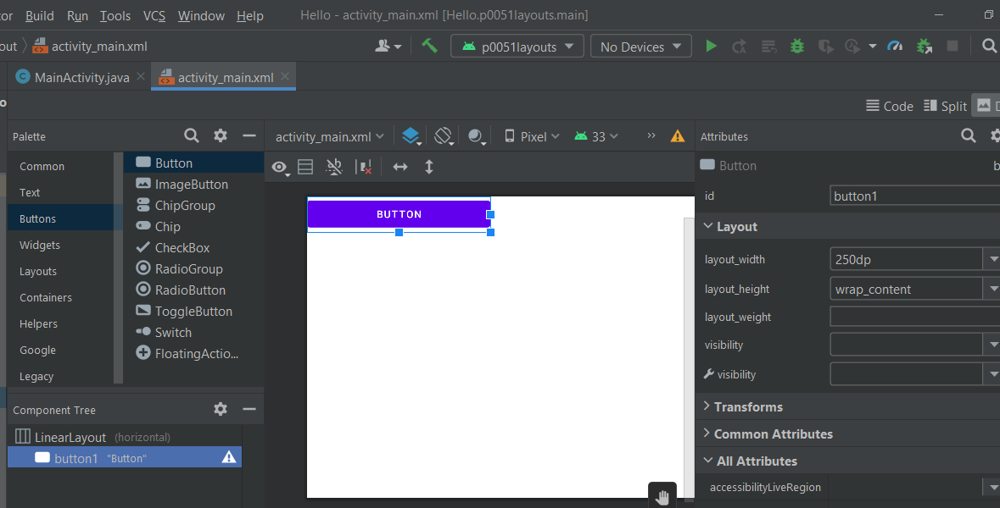 or Build Run Tools VCS Window Help Hello - activity_main.xml [Hello.p0051layouts.main]
out activity_main.xml p0051layouts No Devices
MainActivity.java activity_main.xml
Code Split
Palette activity_main.xml Pixel 33 Attributes
Common
Text
Buttons
Widgets
Layouts
Containers
Helpers
Google
Legacy
Button
ImageButton
ChipGroup
Chip
CheckBox
RadioGroup
RadioButton
ToggleButton
Switch
FloatingActio...
Component Tree
LinearLayout (horizontal)
button1 "Button"
BUTTON
Button b
id button1
Layout
layout_width 250dp
layout_height wrap_content
layout_weight
visibility
visibility
Transforms
Common Attributes
All Attributes
accessibilityLiveRegion